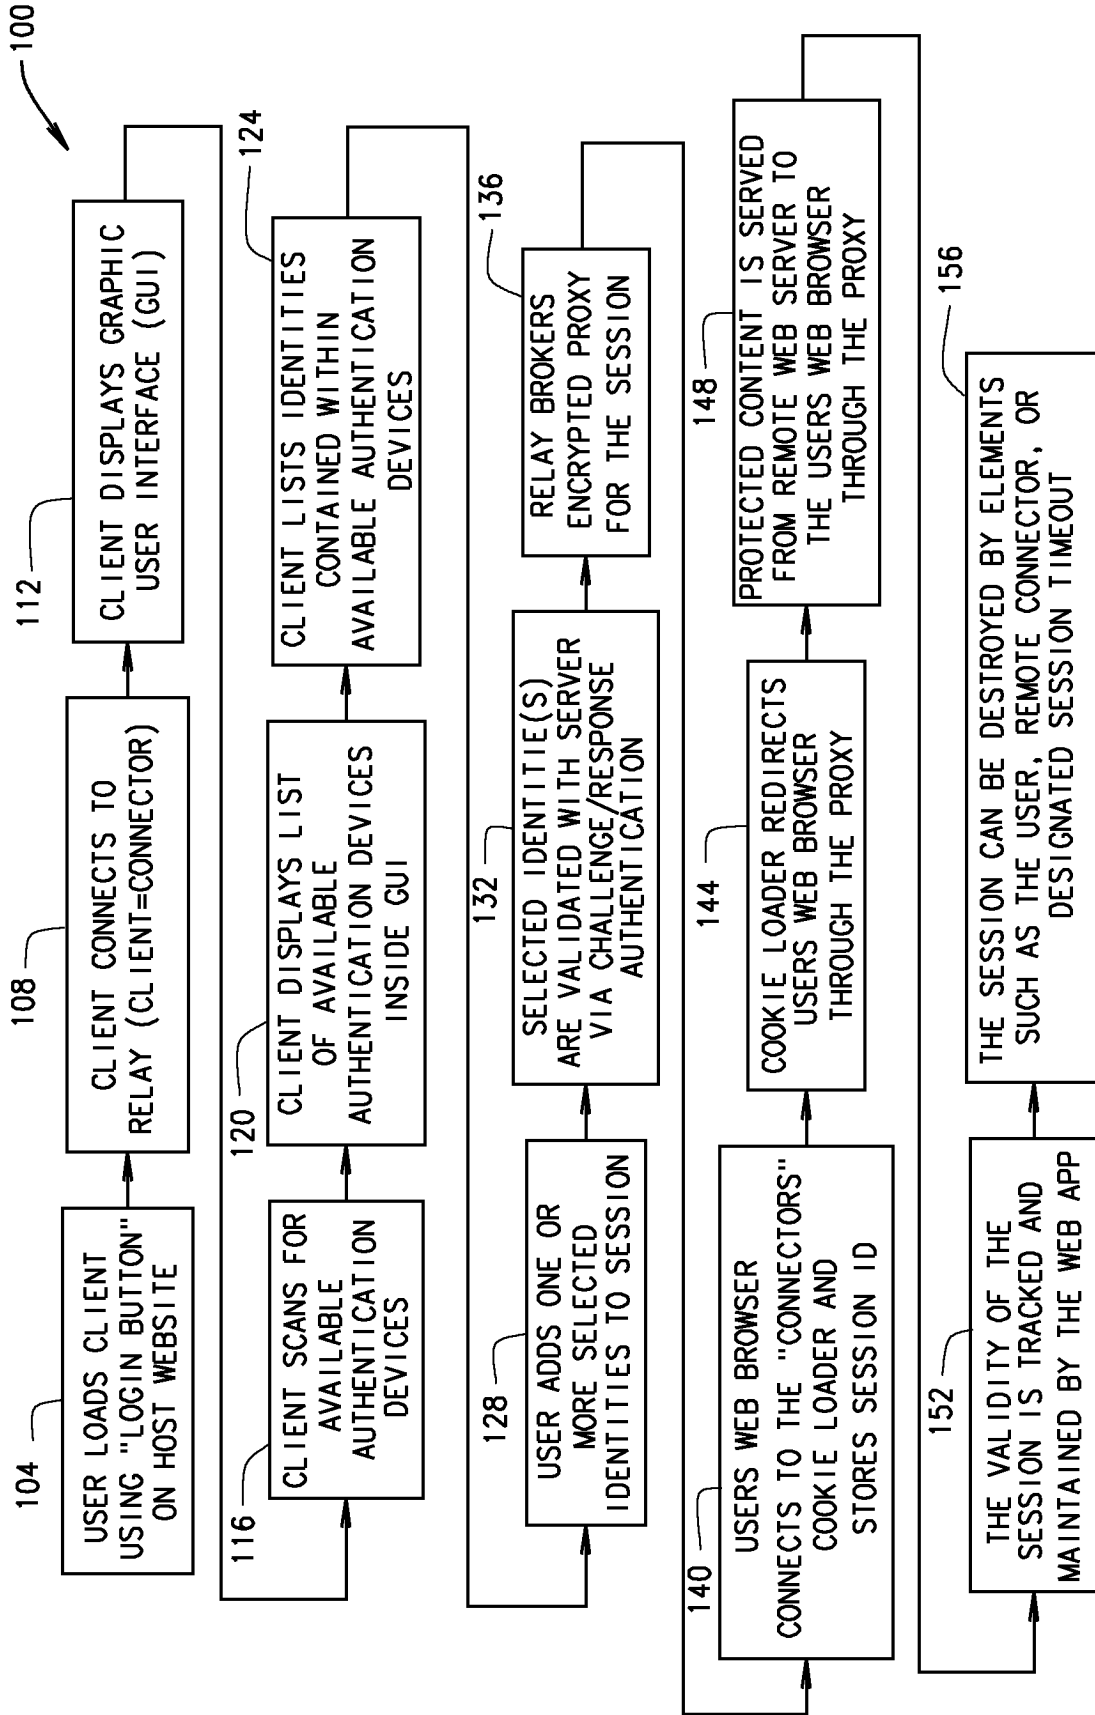 100
104
USER LOADS CLIENT
USING "LOGIN BUTTON"
ON HOST WEBSITE
108
CLIENT CONNECTS TO
RELAY (CLIENT=CONNECTOR)
112
CLIENT DISPLAYS GRAPHIC
USER INTERFACE (GUI)
116
CLIENT SCANS FOR
AVAILABLE
AUTHENTICATION
DEVICES
120
CLIENT DISPLAYS LIST
OF AVAILABLE
AUTHENTICATION DEVICES
INSIDE GUI
124
CLIENT LISTS IDENTITIES
CONTAINED WITHIN
AVAILABLE AUTHENTICATION
DEVICES
128
USER ADDS ONE OR
MORE SELECTED
IDENTITIES TO SESSION
132
SELECTED IDENTITIE(S)
ARE VALIDATED WITH SERVER
VIA CHALLENGE/RESPONSE
AUTHENTICATION
136
RELAY BROKERS
ENCRYPTED PROXY
FOR THE SESSION
140
USERS WEB BROWSER
CONNECTS TO THE "CONNECTORS"
COOKIE LOADER AND
STORES SESSION ID
144
COOKIE LOADER REDIRECTS
USERS WEB BROWSER
THROUGH THE PROXY
148
PROTECTED CONTENT IS SERVED
FROM REMOTE WEB SERVER TO
THE USERS WEB BROWSER
THROUGH THE PROXY
152
THE VALIDITY OF THE
SESSION IS TRACKED AND
MAINTAINED BY THE WEB APP
156
THE SESSION CAN BE DESTROYED BY ELEMENTS
SUCH AS THE USER, REMOTE CONNECTOR, OR
DESIGNATED SESSION TIMEOUT